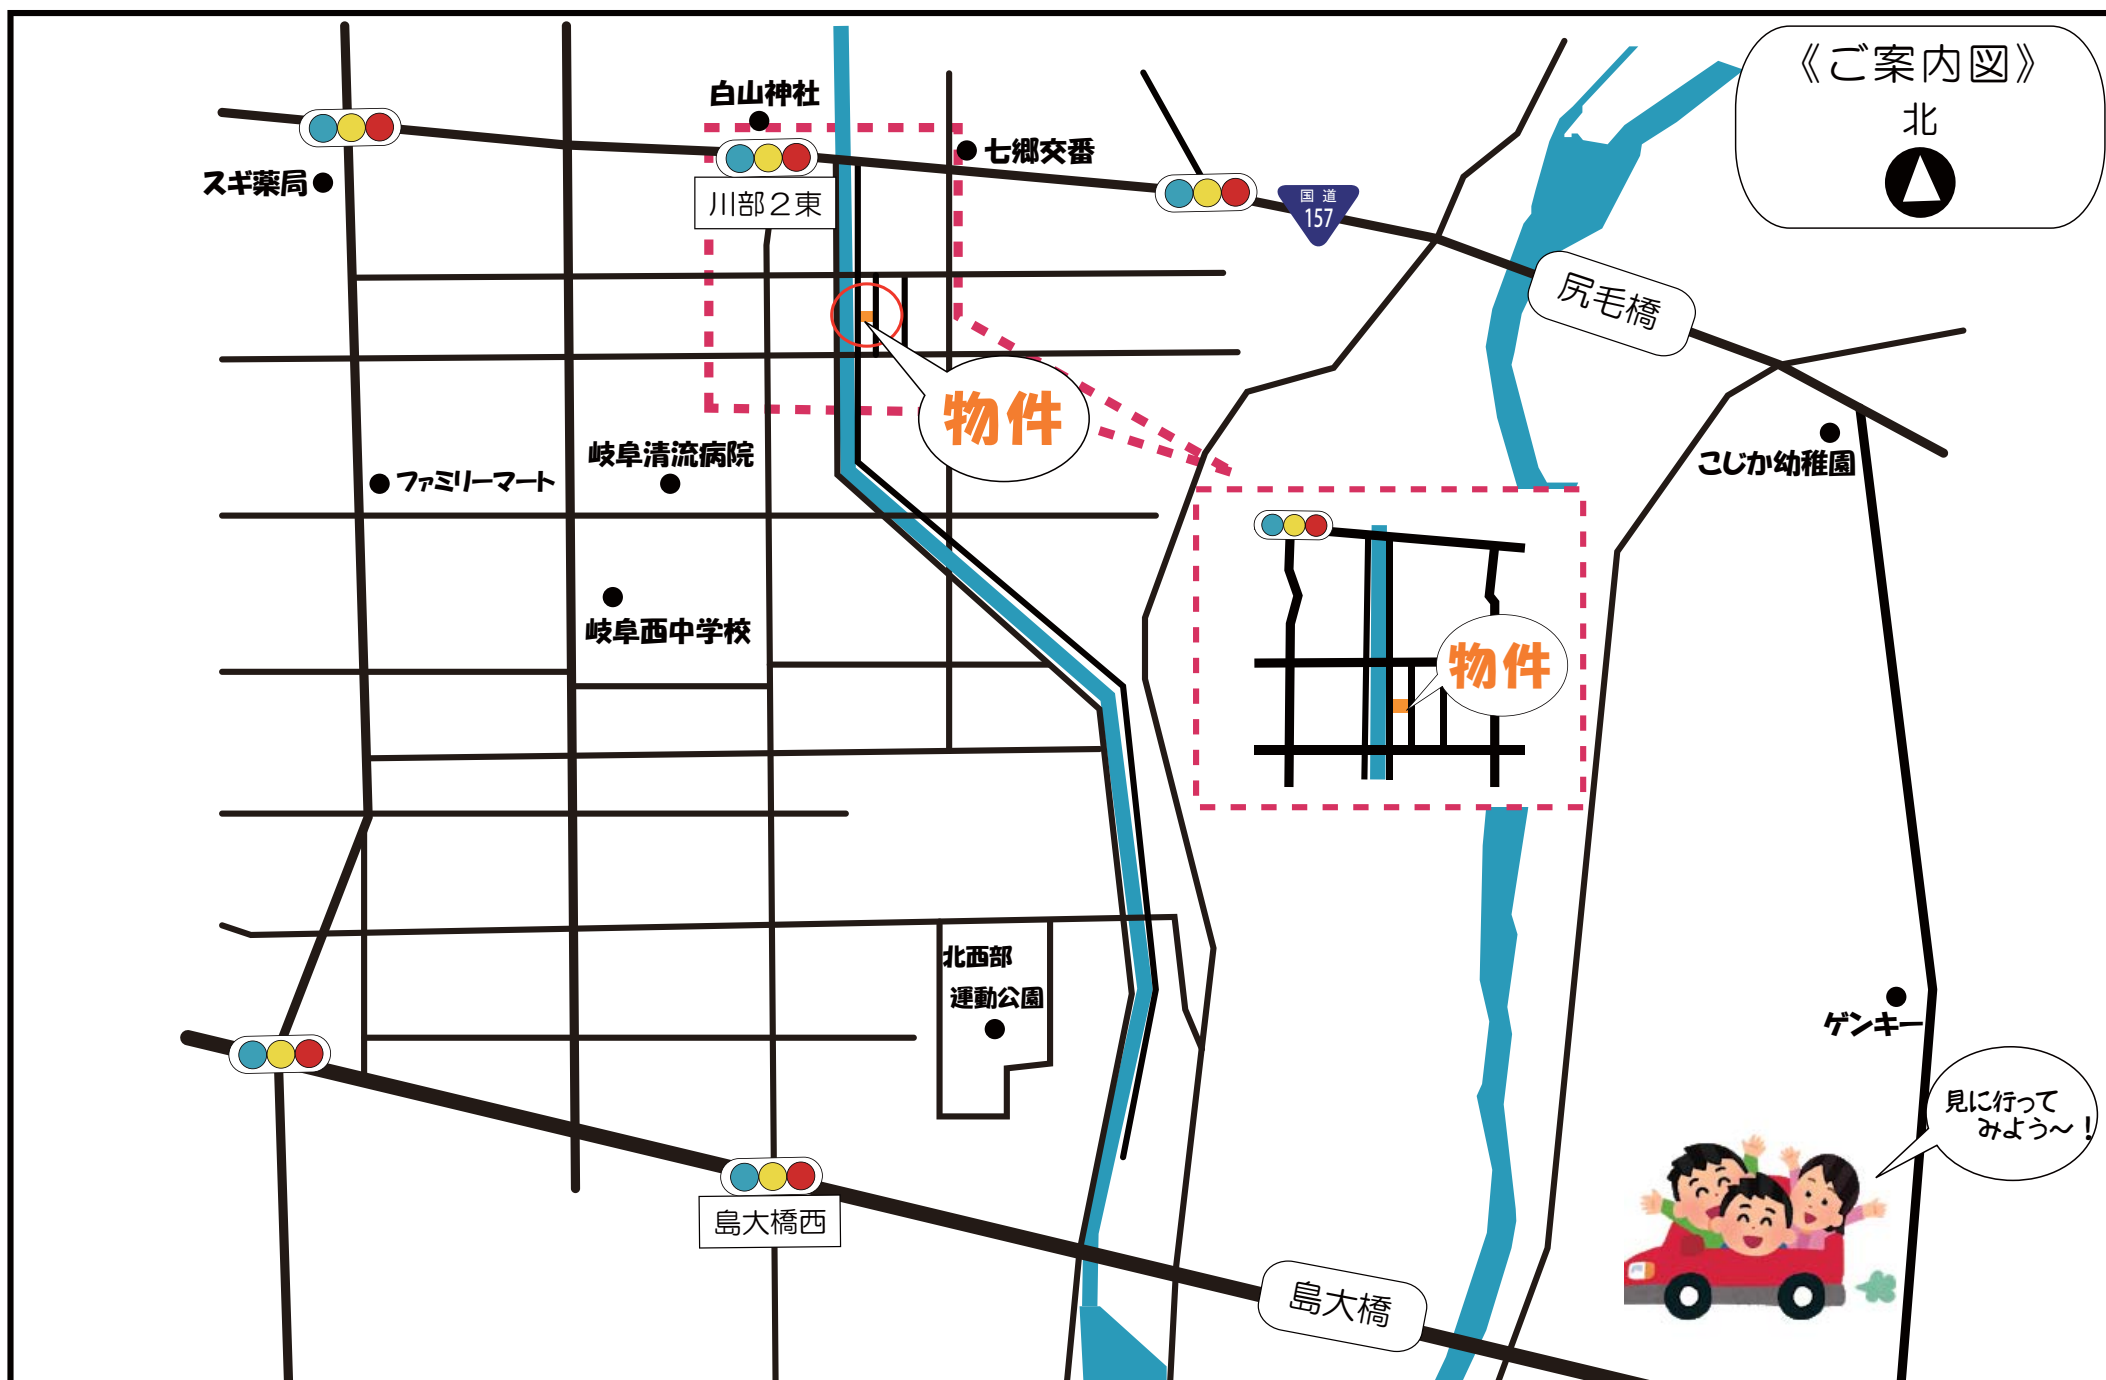 《ご案内図》
北
白山神社
七郷交番
スギ薬局
川部2東
国道
157
尻毛橋
物件
岐阜清流病院
ファミリーマート
こじか幼稚園
岐阜西中学校
物件
北西部
運動公園
ゲンキー
見に行って
みよう〜!
島大橋西
島大橋